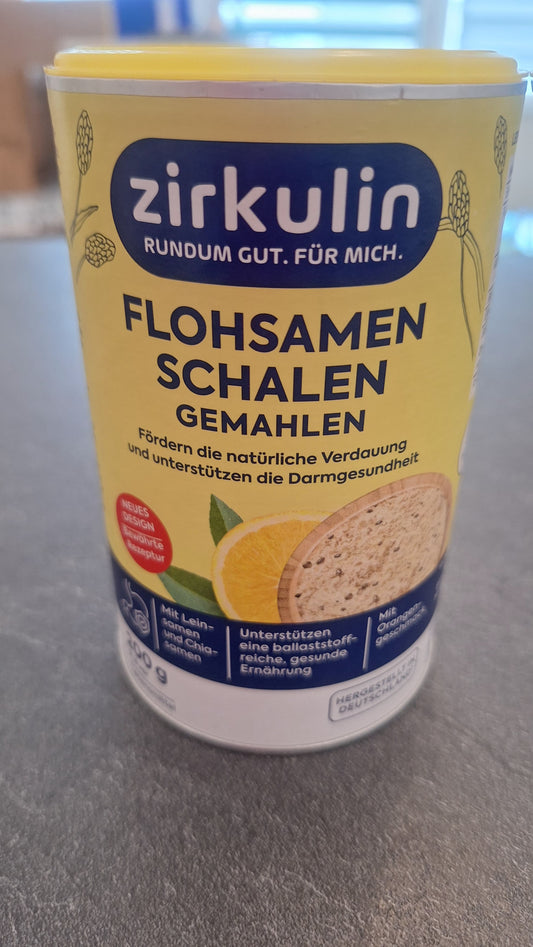 zirkulin
RUNDUM GUT. FÜR MICH.
FLOHSAMEN
SCHALEN
GEMAHLEN
Fördern die natürliche Verdauung
und unterstützen die Darmgesundheit
NEUES
DESIGN
Bewährte
Rezeptur
Mit Lein-
samen
und Chia-
samen
Unterstützen
eine ballaststoff-
reiche, gesunde
Ernährung
Mit
Orangen-
geschmack
g
HERGESTELLT IN
DEUTSCHLAND